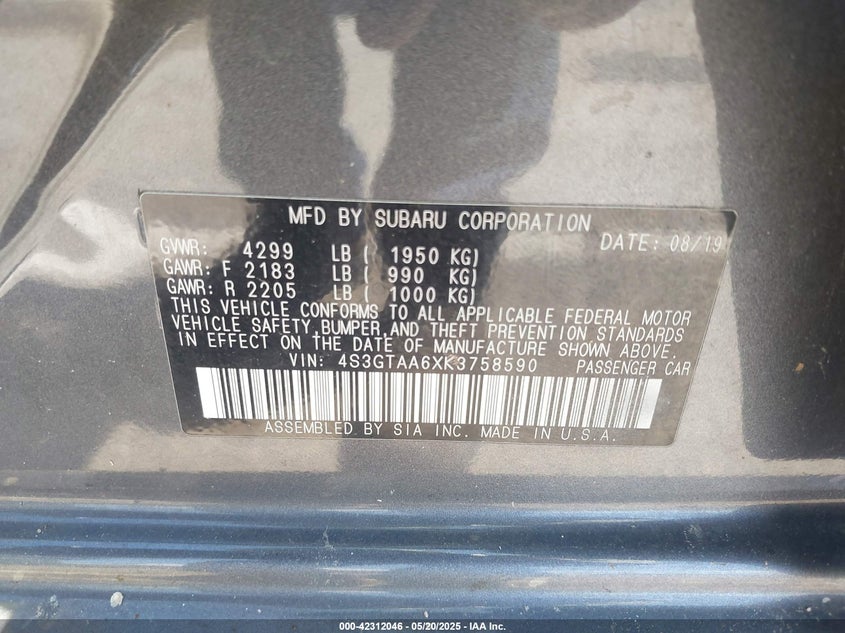 MFD BY SUBARU CORPORATION
DATE: 08/19
GVWR: 4299 LB ( 1950 KG)
GAWR: F 2183 LB ( 990 KG)
GAWR: R 2205 LB ( 1000 KG)
THIS VEHICLE CONFORMS TO ALL APPLICABLE FEDERAL MOTOR
VEHICLE SAFETY, BUMPER, AND THEFT PREVENTION STANDARDS
IN EFFECT ON THE DATE OF MANUFACTURE SHOWN ABOVE.
VIN: 4S3GTAA6XK3758590 PASSENGER CAR
ASSEMBLED BY SIA INC. MADE IN U.S.A.
000-42312046 - 05/20/2025 - IAA Inc.